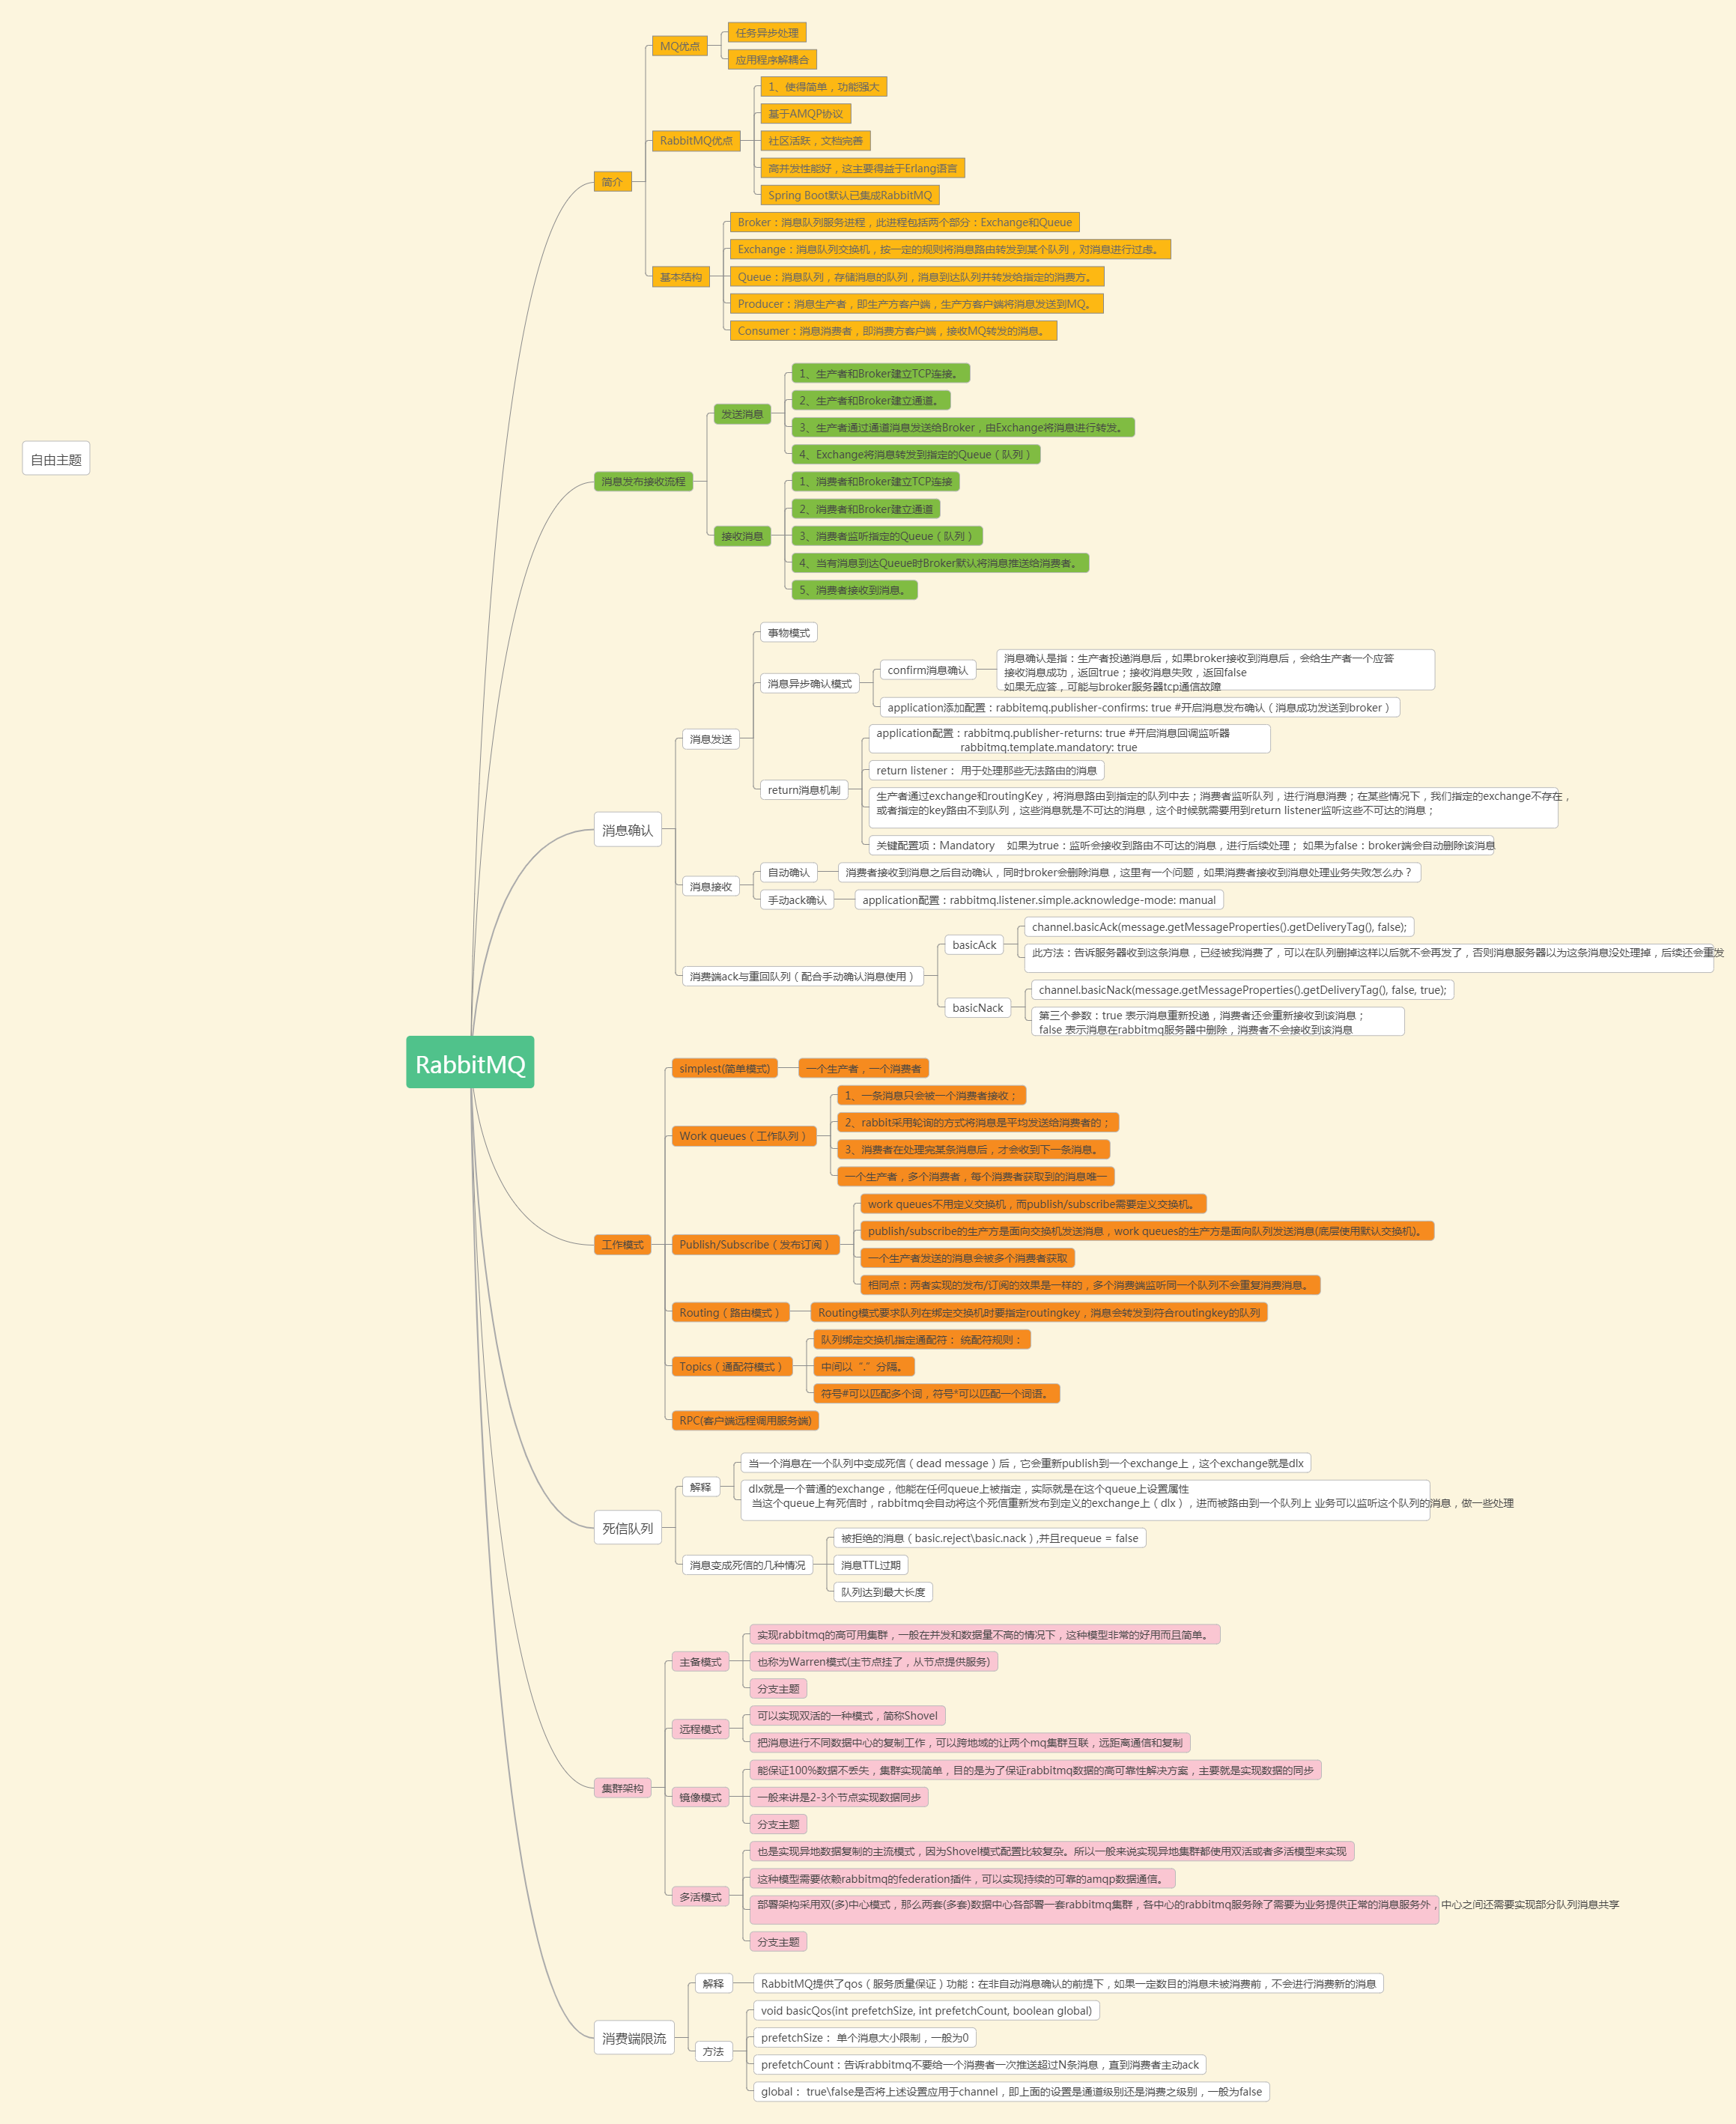 自由主题
RabbitMQ
简介
MQ优点
任务异步处理
应用程序解耦合
RabbitMQ优点
1、使得简单，功能强大
基于AMQP协议
社区活跃，文档完善
高并发性能好，这主要得益于Erlang语言
Spring Boot默认已集成RabbitMQ
基本结构
Broker：消息队列服务进程，此进程包括两个部分：Exchange和Queue
Exchange：消息队列交换机，按一定的规则将消息路由转发到某个队列，对消息进行过虑。
Queue：消息队列，存储消息的队列，消息到达队列并转发给指定的消费方。
Producer：消息生产者，即生产方客户端，生产方客户端将消息发送到MQ。
Consumer：消息消费者，即消费方客户端，接收MQ转发的消息。
消息发布接收流程
发送消息
1、生产者和Broker建立TCP连接。
2、生产者和Broker建立通道。
3、生产者通过通道消息发送给Broker，由Exchange将消息进行转发。
4、Exchange将消息转发到指定的Queue（队列）
接收消息
1、消费者和Broker建立TCP连接
2、消费者和Broker建立通道
3、消费者监听指定的Queue（队列）
4、当有消息到达Queue时Broker默认将消息推送给消费者。
5、消费者接收到消息。
消息确认
消息发送
事物模式
消息异步确认模式
confirm消息确认
消息确认是指：生产者投递消息后，如果broker接收到消息后，会给生产者一个应答
接收消息成功，返回true；接收消息失败，返回false
如果无应答，可能与broker服务器tcp通信故障
application添加配置：rabbitemq.publisher-confirms: true #开启消息发布确认（消息成功发送到broker）
return消息机制
application配置：rabbitmq.publisher-returns: true #开启消息回调监听器
rabbitmq.template.mandatory: true
return listener： 用于处理那些无法路由的消息
生产者通过exchange和routingKey，将消息路由到指定的队列中去；消费者监听队列，进行消息消费；在某些情况下，我们指定的exchange不存在，
或者指定的key路由不到队列，这些消息就是不可达的消息，这个时候就需要用到return listener监听这些不可达的消息；
关键配置项：Mandatory    如果为true：监听会接收到路由不可达的消息，进行后续处理； 如果为false：broker端会自动删除该消息
消息接收
自动确认
消费者接收到消息之后自动确认，同时broker会删除消息，这里有一个问题，如果消费者接收到消息处理业务失败怎么办？
手动ack确认
application配置：rabbitmq.listener.simple.acknowledge-mode: manual
消费端ack与重回队列（配合手动确认消息使用）
basicAck
channel.basicAck(message.getMessageProperties().getDeliveryTag(), false);
此方法：告诉服务器收到这条消息，已经被我消费了，可以在队列删掉这样以后就不会再发了，否则消息服务器以为这条消息没处理掉，后续还会重发
basicNack
channel.basicNack(message.getMessageProperties().getDeliveryTag(), false, true);
第三个参数：true 表示消息重新投递，消费者还会重新接收到该消息；
false 表示消息在rabbitmq服务器中删除，消费者不会接收到该消息
工作模式
simplest(简单模式)
一个生产者，一个消费者
Work queues（工作队列）
1、一条消息只会被一个消费者接收；
2、rabbit采用轮询的方式将消息是平均发送给消费者的；
3、消费者在处理完某条消息后，才会收到下一条消息。
一个生产者，多个消费者，每个消费者获取到的消息唯一
Publish/Subscribe（发布订阅）
work queues不用定义交换机，而publish/subscribe需要定义交换机。
publish/subscribe的生产方是面向交换机发送消息，work queues的生产方是面向队列发送消息(底层使用默认交换机)。
一个生产者发送的消息会被多个消费者获取
相同点：两者实现的发布/订阅的效果是一样的，多个消费端监听同一个队列不会重复消费消息。
Routing（路由模式）
Routing模式要求队列在绑定交换机时要指定routingkey，消息会转发到符合routingkey的队列
Topics（通配符模式）
队列绑定交换机指定通配符： 统配符规则：
中间以“.”分隔。
符号#可以匹配多个词，符号*可以匹配一个词语。
RPC(客户端远程调用服务端)
死信队列
解释
当一个消息在一个队列中变成死信（dead message）后，它会重新publish到一个exchange上，这个exchange就是dlx
dlx就是一个普通的exchange，他能在任何queue上被指定，实际就是在这个queue上设置属性
当这个queue上有死信时，rabbitmq会自动将这个死信重新发布到定义的exchange上（dlx），进而被路由到一个队列上 业务可以监听这个队列的消息，做一些处理
消息变成死信的几种情况
被拒绝的消息（basic.reject\basic.nack）,并且requeue = false
消息TTL过期
队列达到最大长度
集群架构
主备模式
实现rabbitmq的高可用集群，一般在并发和数据量不高的情况下，这种模型非常的好用而且简单。
也称为Warren模式(主节点挂了，从节点提供服务)
分支主题
远程模式
可以实现双活的一种模式，简称Shovel
把消息进行不同数据中心的复制工作，可以跨地域的让两个mq集群互联，远距离通信和复制
镜像模式
能保证100%数据不丢失，集群实现简单，目的是为了保证rabbitmq数据的高可靠性解决方案，主要就是实现数据的同步
一般来讲是2-3个节点实现数据同步
分支主题
多活模式
也是实现异地数据复制的主流模式，因为Shovel模式配置比较复杂。所以一般来说实现异地集群都使用双活或者多活模型来实现
这种模型需要依赖rabbitmq的federation插件，可以实现持续的可靠的amqp数据通信。
部署架构采用双(多)中心模式，那么两套(多套)数据中心各部署一套rabbitmq集群，各中心的rabbitmq服务除了需要为业务提供正常的消息服务外，中心之间还需要实现部分队列消息共享
分支主题
消费端限流
解释
RabbitMQ提供了qos（服务质量保证）功能：在非自动消息确认的前提下，如果一定数目的消息未被消费前，不会进行消费新的消息
方法
void basicQos(int prefetchSize, int prefetchCount, boolean global)
prefetchSize： 单个消息大小限制，一般为0
prefetchCount：告诉rabbitmq不要给一个消费者一次推送超过N条消息，直到消费者主动ack
global： true\false是否将上述设置应用于channel，即上面的设置是通道级别还是消费之级别，一般为false